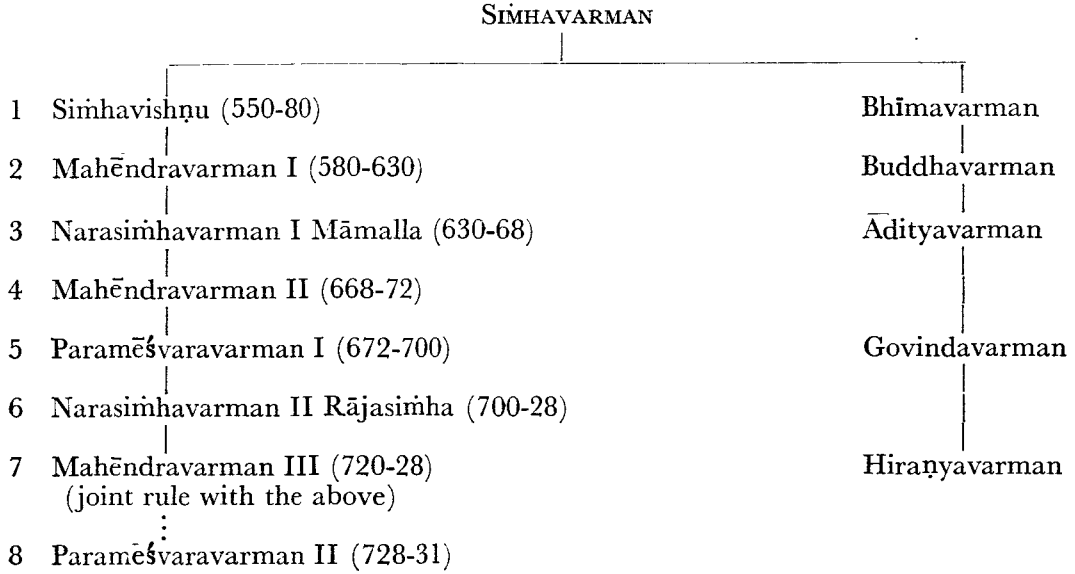 SIṀHAVARMAN
1 Siṁhavishṇu (550-80) Bhīmavarman
2 Mahēndravarman I (580-630) Buddhavarman
3 Narasiṁhavarman I Māmalla (630-68) Ādityavarman
4 Mahēndravarman II (668-72)
5 Paramēśvaravarman I (672-700) Govindavarman
6 Narasiṁhavarman II Rājasiṁha (700-28)
7 Mahēndravarman III (720-28) Hiraṇyavarman
(joint rule with the above)
8 Paramēśvaravarman II (728-31)